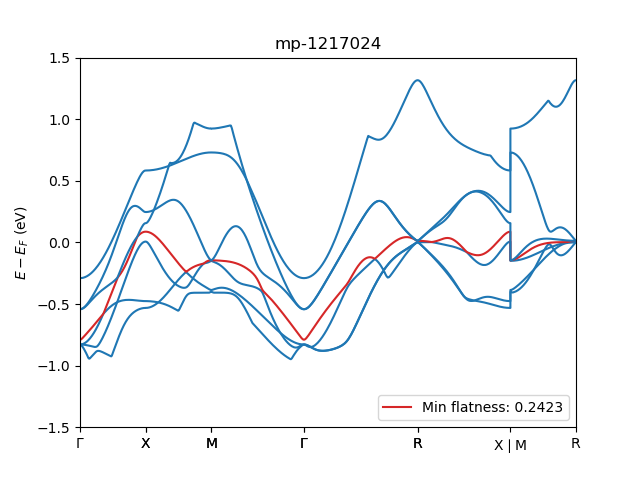 mp-1217024
E − E_F (eV)
1.5
1.0
0.5
0.0
−0.5
−1.0
−1.5
Min flatness: 0.2423
Γ X M Γ R X | M R